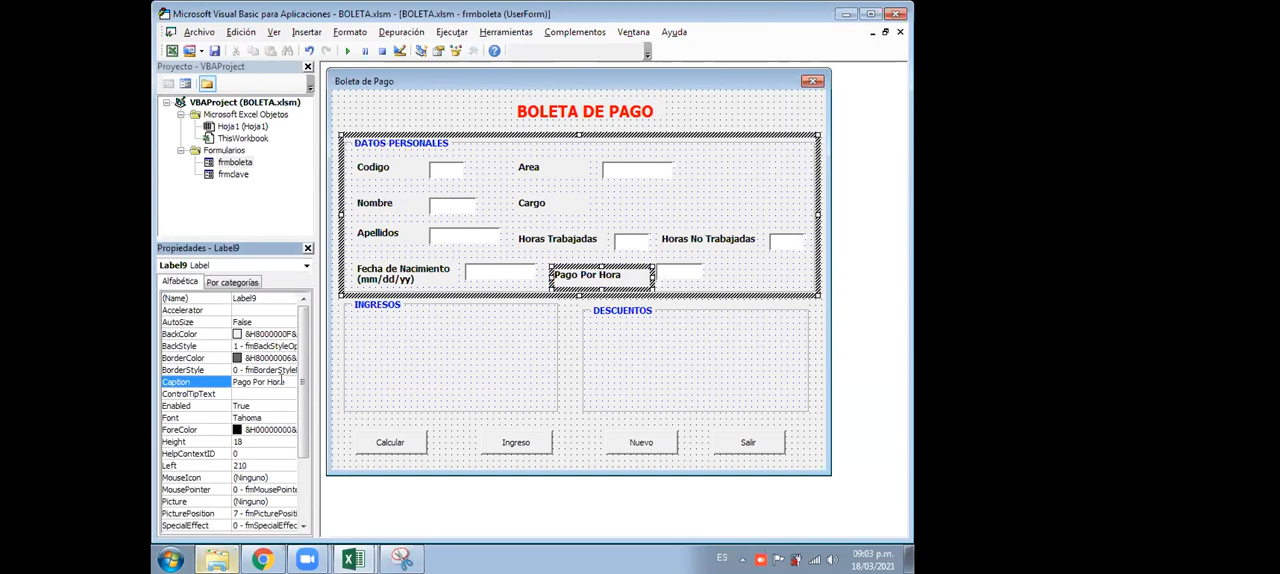 Microsoft Visual Basic para Aplicaciones - BOLETA.xlsm - [BOLETA.xlsm - frmboleta (UserForm)]
Archivo Edición Ver Insertar Formato Depuración Ejecutar Herramientas Complementos Ventana Ayuda
Proyecto - VBAProject
VBAProject (BOLETA.xlsm)
Microsoft Excel Objetos
Hoja1 (Hoja1)
ThisWorkbook
Formularios
frmboleta
frmclave
Propiedades - Label9
Label9 Label
Alfabética Por categorías
(Name) Label9
Accelerator
AutoSize False
BackColor &H8000000F&
BackStyle 1 - fmBackStyleOp
BorderColor &H80000006&
BorderStyle 0 - fmBorderStyle
Caption Pago Por Hora
ControlTipText
Enabled True
Font Tahoma
ForeColor &H00000000&
Height 18
HelpContextID 0
Left 210
MouseIcon (Ninguno)
MousePointer 0 - fmMousePointe
Picture (Ninguno)
PicturePosition 7 - fmPicturePositi
SpecialEffect 0 - fmSpecialEffec
Boleta de Pago
BOLETA DE PAGO
DATOS PERSONALES
Codigo Area
Nombre Cargo
Apellidos Horas Trabajadas Horas No Trabajadas
Fecha de Nacimiento Pago Por Hora
(mm/dd/yy)
INGRESOS DESCUENTOS
Calcular Ingreso Nuevo Salir
ES
09:03 p.m.
18/03/2021